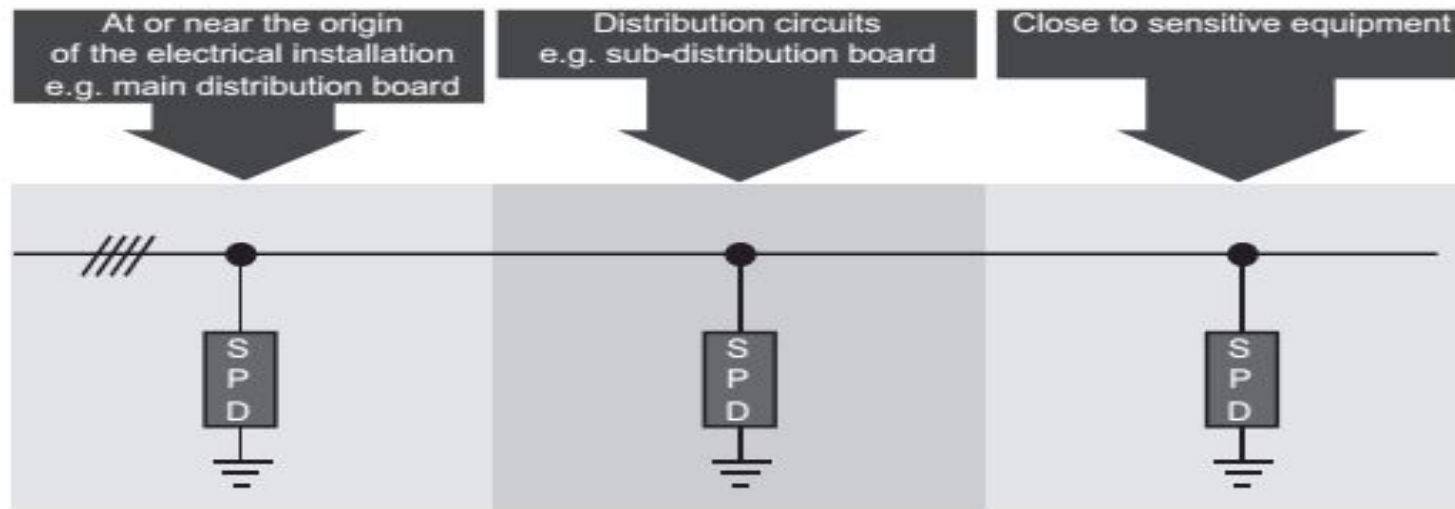 At or near the origin
of the electrical installation
e.g. main distribution board
Distribution circuits
e.g. sub-distribution board
Close to sensitive equipment
S
P
D
S
P
D
S
P
D